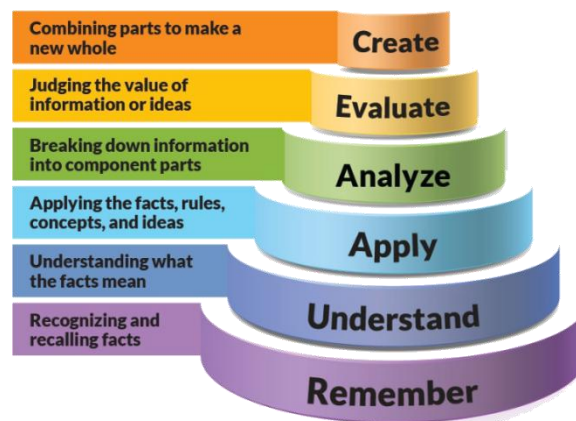 Combining parts to make a
new whole
Create
Judging the value of
information or ideas
Evaluate
Breaking down information
into component parts
Analyze
Applying the facts, rules,
concepts, and ideas
Apply
Understanding what
the facts mean
Understand
Recognizing and
recalling facts
Remember